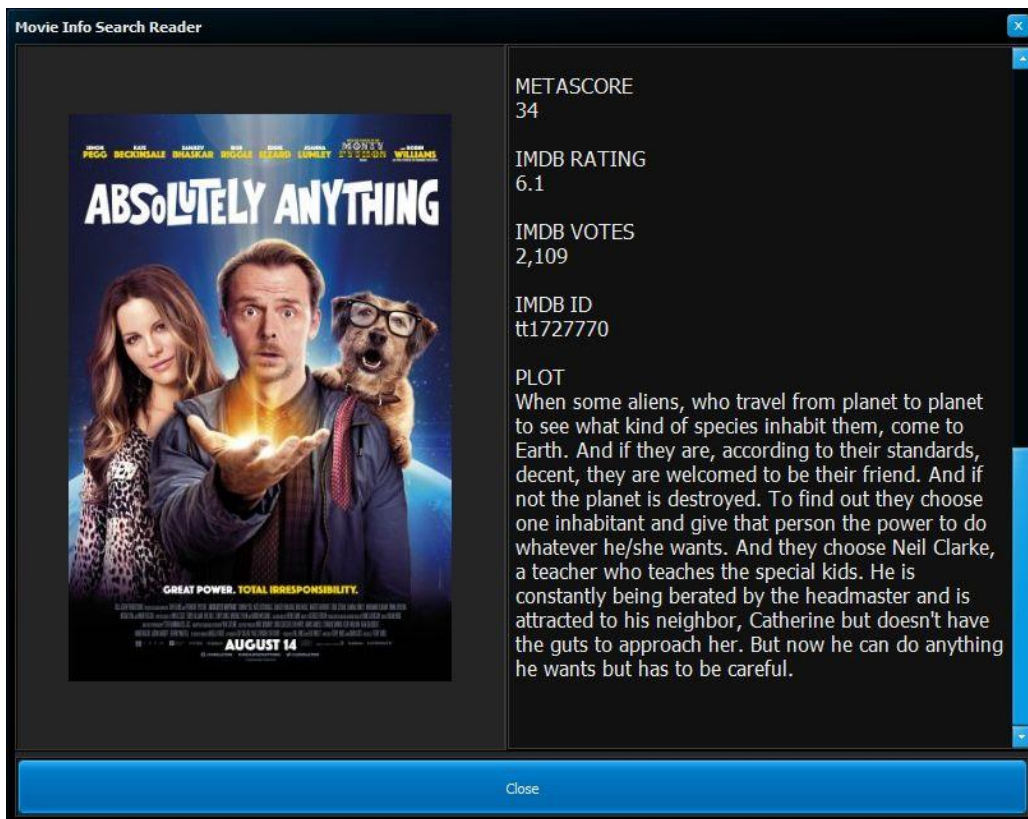 Movie Info Search Reader
x
SIMON PEGG KATE BECKINSALE SANJEEV BHASKAR ROB RIGGLE EDDIE IZZARD JOANNA LUMLEY MONTY PYTHON ROBIN WILLIAMS
ABSOLUTELY ANYTHING
GREAT POWER. TOTAL IRRESPONSIBILITY.
AUGUST 14
METASCORE
34
IMDB RATING
6.1
IMDB VOTES
2,109
IMDB ID
tt1727770
PLOT
When some aliens, who travel from planet to planet
to see what kind of species inhabit them, come to
Earth. And if they are, according to their standards,
decent, they are welcomed to be their friend. And if
not the planet is destroyed. To find out they choose
one inhabitant and give that person the power to do
whatever he/she wants. And they choose Neil Clarke,
a teacher who teaches the special kids. He is
constantly being berated by the headmaster and is
attracted to his neighbor, Catherine but doesn't have
the guts to approach her. But now he can do anything
he wants but has to be careful.
Close